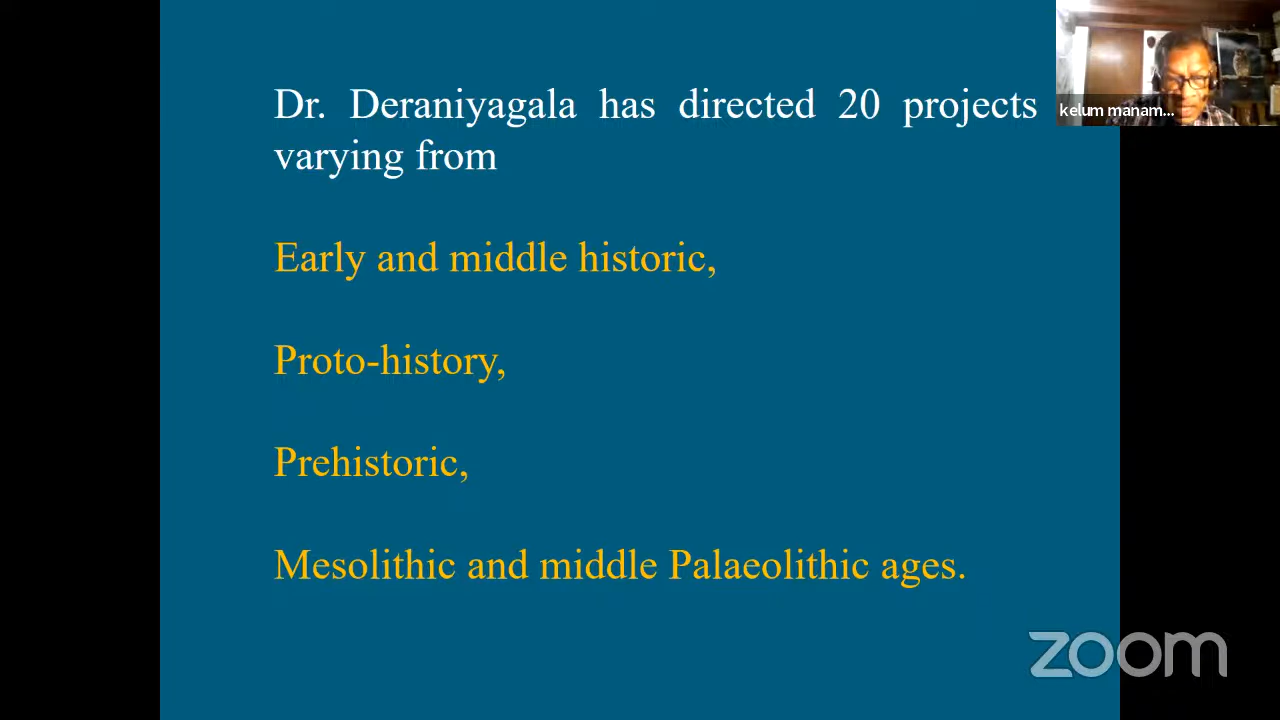 Dr. Deraniyagala has directed 20 projects
varying from
Early and middle historic,
Proto-history,
Prehistoric,
Mesolithic and middle Palaeolithic ages.
kelum manam...
zoom